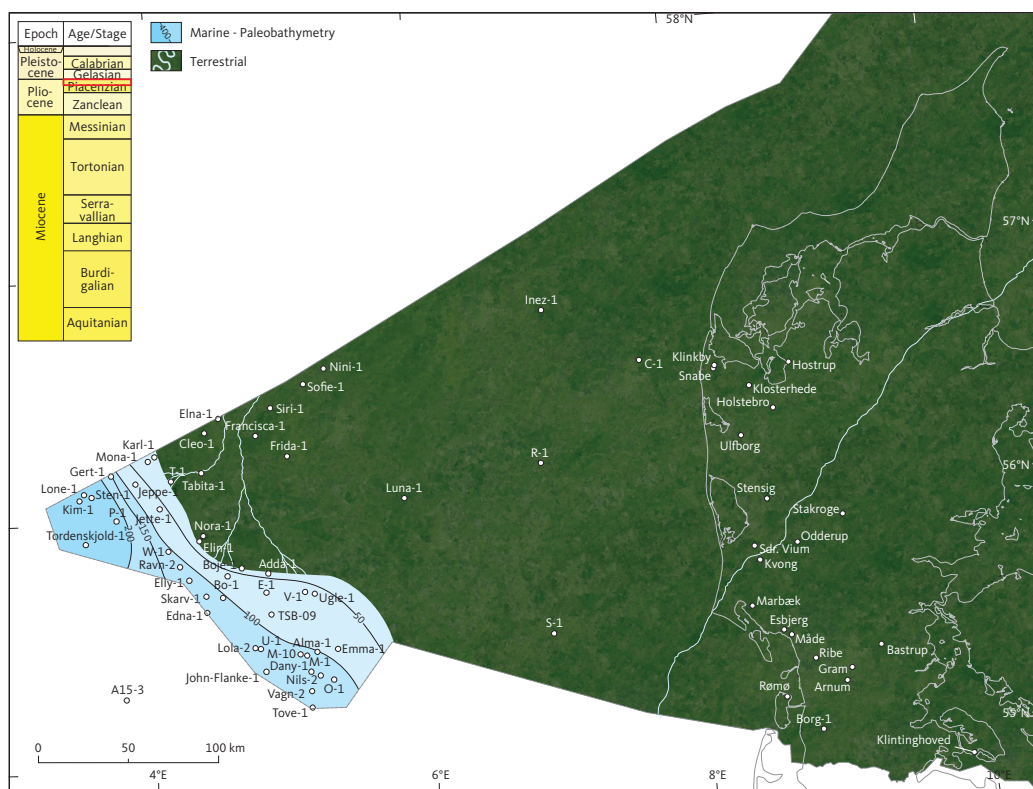 Epoch
Age/Stage
Holocene
Pleisto-
cene
Calabrian
Gelasian
Plio-
cene
Piacenzian
Zanclean
Miocene
Messinian
Tortonian
Serra-
vallian
Langhian
Burdi-
galian
Aquitanian
-400-
Marine - Paleobathymetry
Terrestrial
58°N
57°N
56°N
55°N
Inez-1
C-1
Klinkby
Snabe
Hostrup
Klosterhede
Holstebro
Ulfborg
Nini-1
Sofie-1
Siri-1
Elna-1
Francisca-1
Cleo-1
Frida-1
Karl-1
Mona-1
Gert-1
T-1
Tabita-1
Lone-1
Sten-1
Jeppe-1
Kim-1
P-1
Jette-1
200
150
Tordenskjold-1
Nora-1
Elin-1
W-1
Ravn-2
Boje-1
Adda-1
Bo-1
E-1
Elly-1
V-1
Ugle-1
Skarv-1
Edna-1
100
TSB-09
50
U-1
Alma-1
Emma-1
Lola-2
M-10
M-1
Dany-1
John-Flanke-1
Nils-2
O-1
Vagn-2
Tove-1
A15-3
Luna-1
R-1
S-1
Stensig
Stakroge
Odderup
Sdr. Vium
Kvong
Marbæk
Esbjerg
Måde
Ribe
Bastrup
Gram
Arnum
Rømø
Borg-1
Klintinghoved
0
50
100 km
4°E
6°E
8°E
10°E